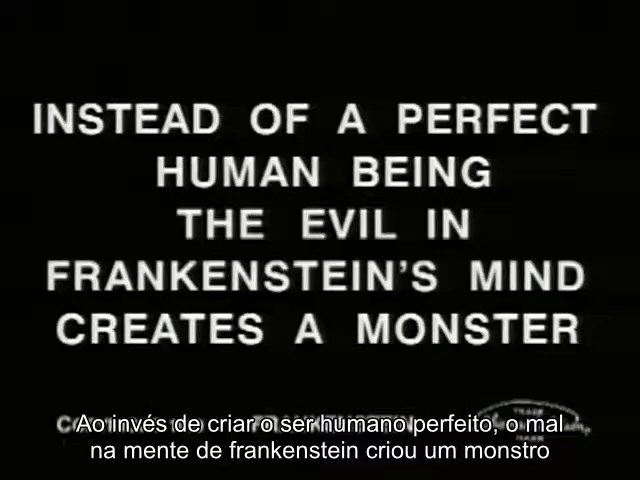 INSTEAD OF A PERFECT
HUMAN BEING
THE EVIL IN
FRANKENSTEIN'S MIND
CREATES A MONSTER
Ao invés de criar o ser humano perfeito, o mal
na mente de frankenstein criou um monstro